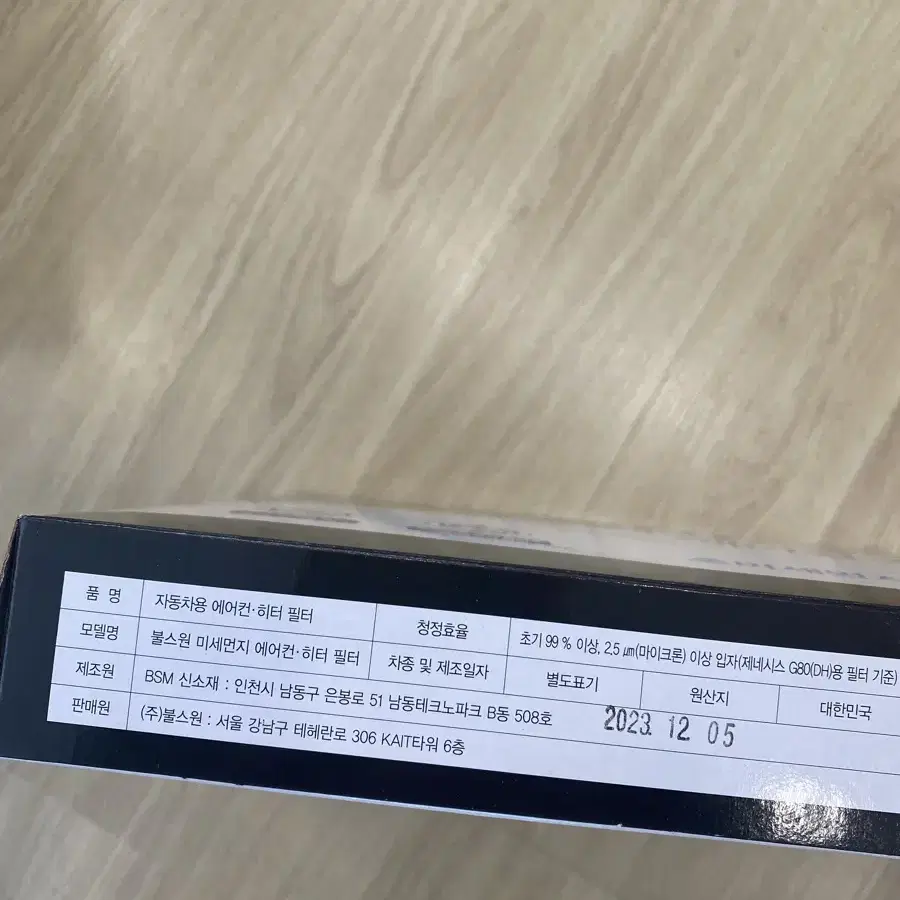 품 명 자동차용 에어컨·히터 필터 청정효율 초기 99 % 이상, 2.5 ㎛(마이크론) 이상 입자(제네시스 G80(DH)용 필터 기준)
모델명 불스원 미세먼지 에어컨·히터 필터 차종 및 제조일자 별도표기 원산지 대한민국
제조원 BSM 신소재 : 인천시 남동구 은봉로 51 남동테크노파크 B동 508호
2023. 12. 05
판매원 (주)불스원 : 서울 강남구 테헤란로 306 KAIT타워 6층